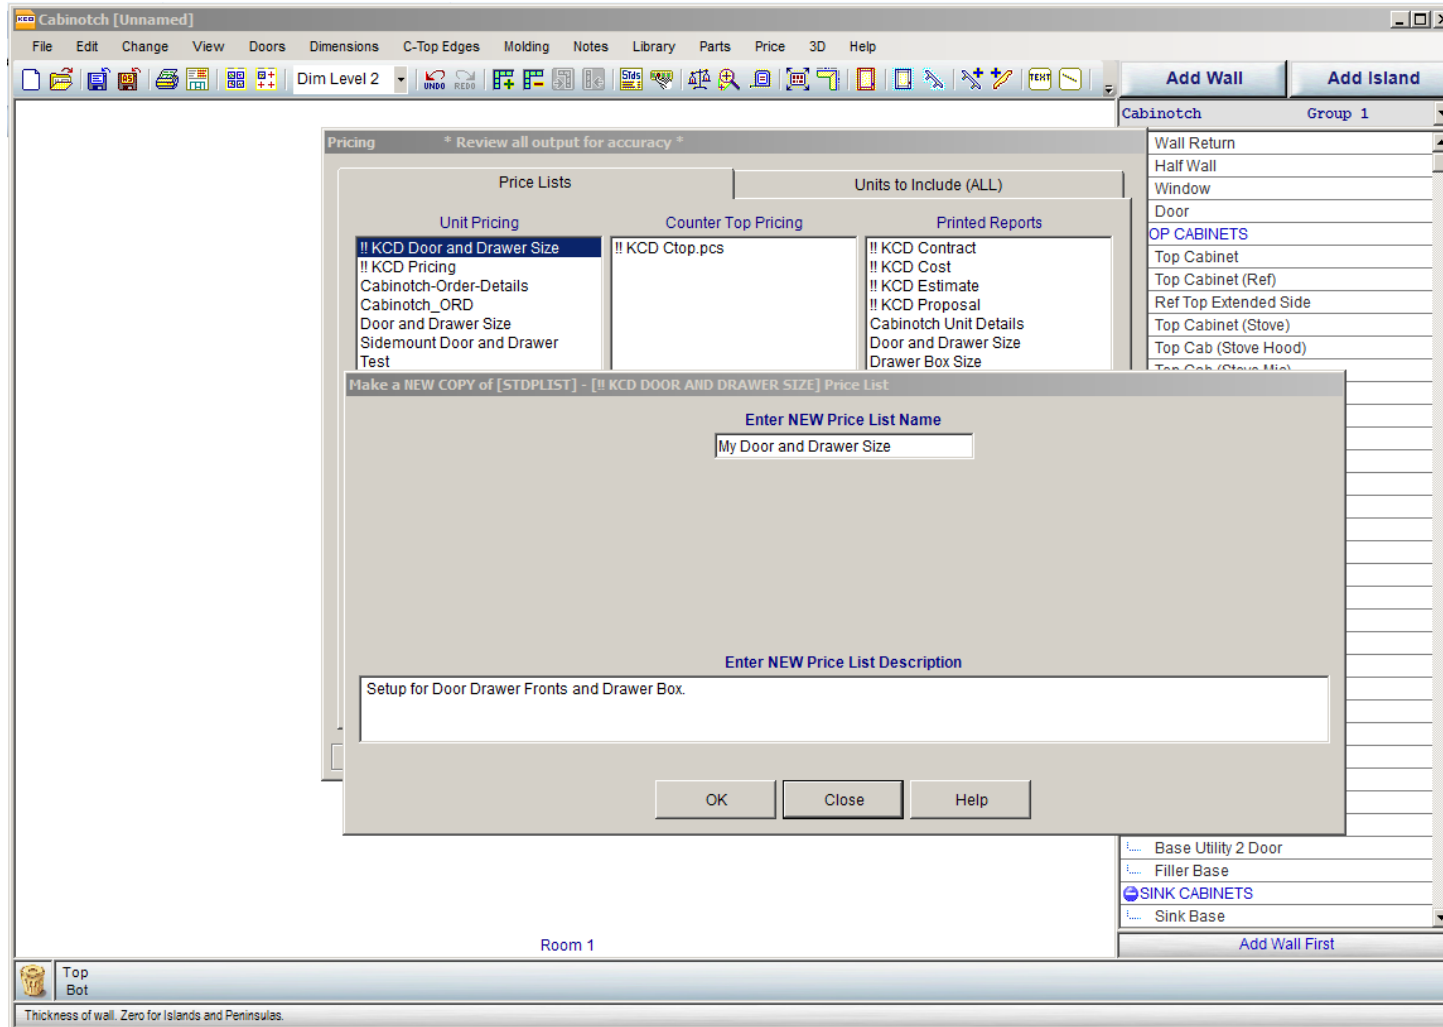 KCD Cabinotch [Unnamed]
File Edit Change View Doors Dimensions C-Top Edges Molding Notes Library Parts Price 3D Help
AS Dim Level 2 UNDO REDO Stds TEXT Add Wall Add Island
Cabinotch Group 1
Pricing * Review all output for accuracy *
Price Lists Units to Include (ALL)
Unit Pricing
!! KCD Door and Drawer Size
!! KCD Pricing
Cabinotch-Order-Details
Cabinotch_ORD
Door and Drawer Size
Sidemount Door and Drawer
Test
Counter Top Pricing
!! KCD Ctop.pcs
Printed Reports
!! KCD Contract
!! KCD Cost
!! KCD Estimate
!! KCD Proposal
Cabinotch Unit Details
Door and Drawer Size
Drawer Box Size
Make a NEW COPY of [STDPLIST] - [!! KCD DOOR AND DRAWER SIZE] Price List
Enter NEW Price List Name
My Door and Drawer Size
Enter NEW Price List Description
Setup for Door Drawer Fronts and Drawer Box.
OK Close Help
Wall Return
Half Wall
Window
Door
OP CABINETS
Top Cabinet
Top Cabinet (Ref)
Ref Top Extended Side
Top Cabinet (Stove)
Top Cab (Stove Hood)
Top Cab (Stove Mic)
Base Utility 2 Door
Filler Base
SINK CABINETS
Sink Base
Add Wall First
Room 1
Top
Bot
Thickness of wall. Zero for Islands and Peninsulas.